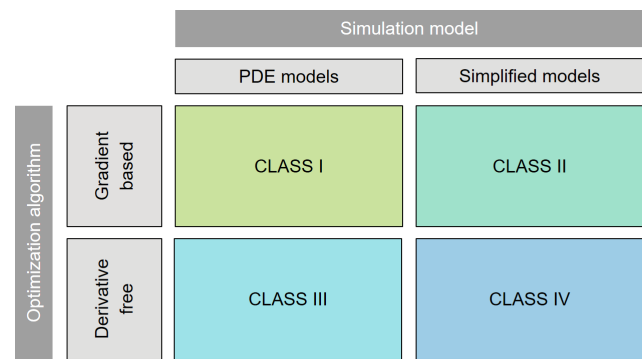 Simulation model
PDE models
Simplified models
Optimization algorithm
Gradient
based
CLASS I
CLASS II
Derivative
free
CLASS III
CLASS IV